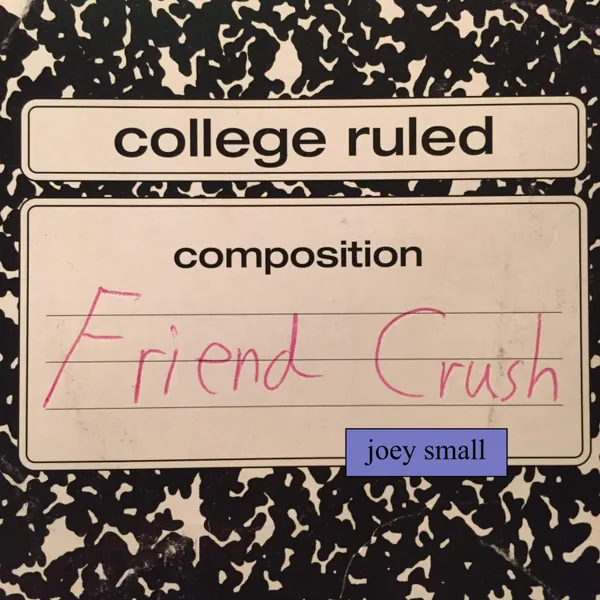 college ruled
composition
Friend Crush
joey small